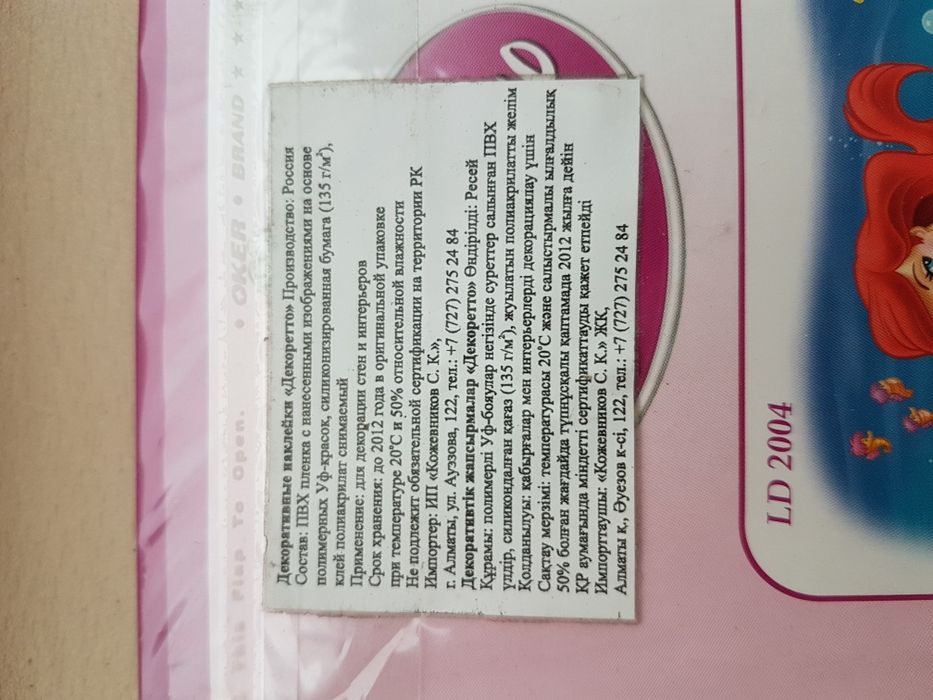 Декоративные наклейки «Декоретто» Производство: Россия
Состав: ПВХ пленка с нанесенными изображениями на основе
полимерных Уф-красок, силиконизированная бумага (135 г/м²),
клей полиакрилат снимаемый
Применение: для декорации стен и интерьеров
Срок хранения: до 2012 года в оригинальной упаковке
при температуре 20°С и 50% относительной влажности
Не подлежит обязательной сертификации на территории РК
Импортер: ИП «Кожевников С. К.»,
г. Алматы, ул. Ауэзова, 122, тел.: +7 (727) 275 24 84
Декоративтік жапсырмалар «Декоретто» Өндірілді: Ресей
Құрамы: полимерлі Уф-бояулар негізінде суреттер салынған ПВХ
үлдір, силикондалған қағаз (135 г/м²), жуылатын полиакрилатты желім
Қолданылуы: қабырғалар мен интерьерлерді декорациялау үшін
Сақтау мерзімі: температурасы 20°С және салыстырмалы ылғалдылық
50% болған жағдайда түпнұсқалы қаптамада 2012 жылға дейін
ҚР аумағында міндетті сертификаттауды қажет етпейді
Импорттаушы: «Кожевников С. К.» ЖК,
Алматы к., Әуезов к-сі, 122, тел.: +7 (727) 275 24 84
This Flap To Open. • OKER • BRAND
LD 2004